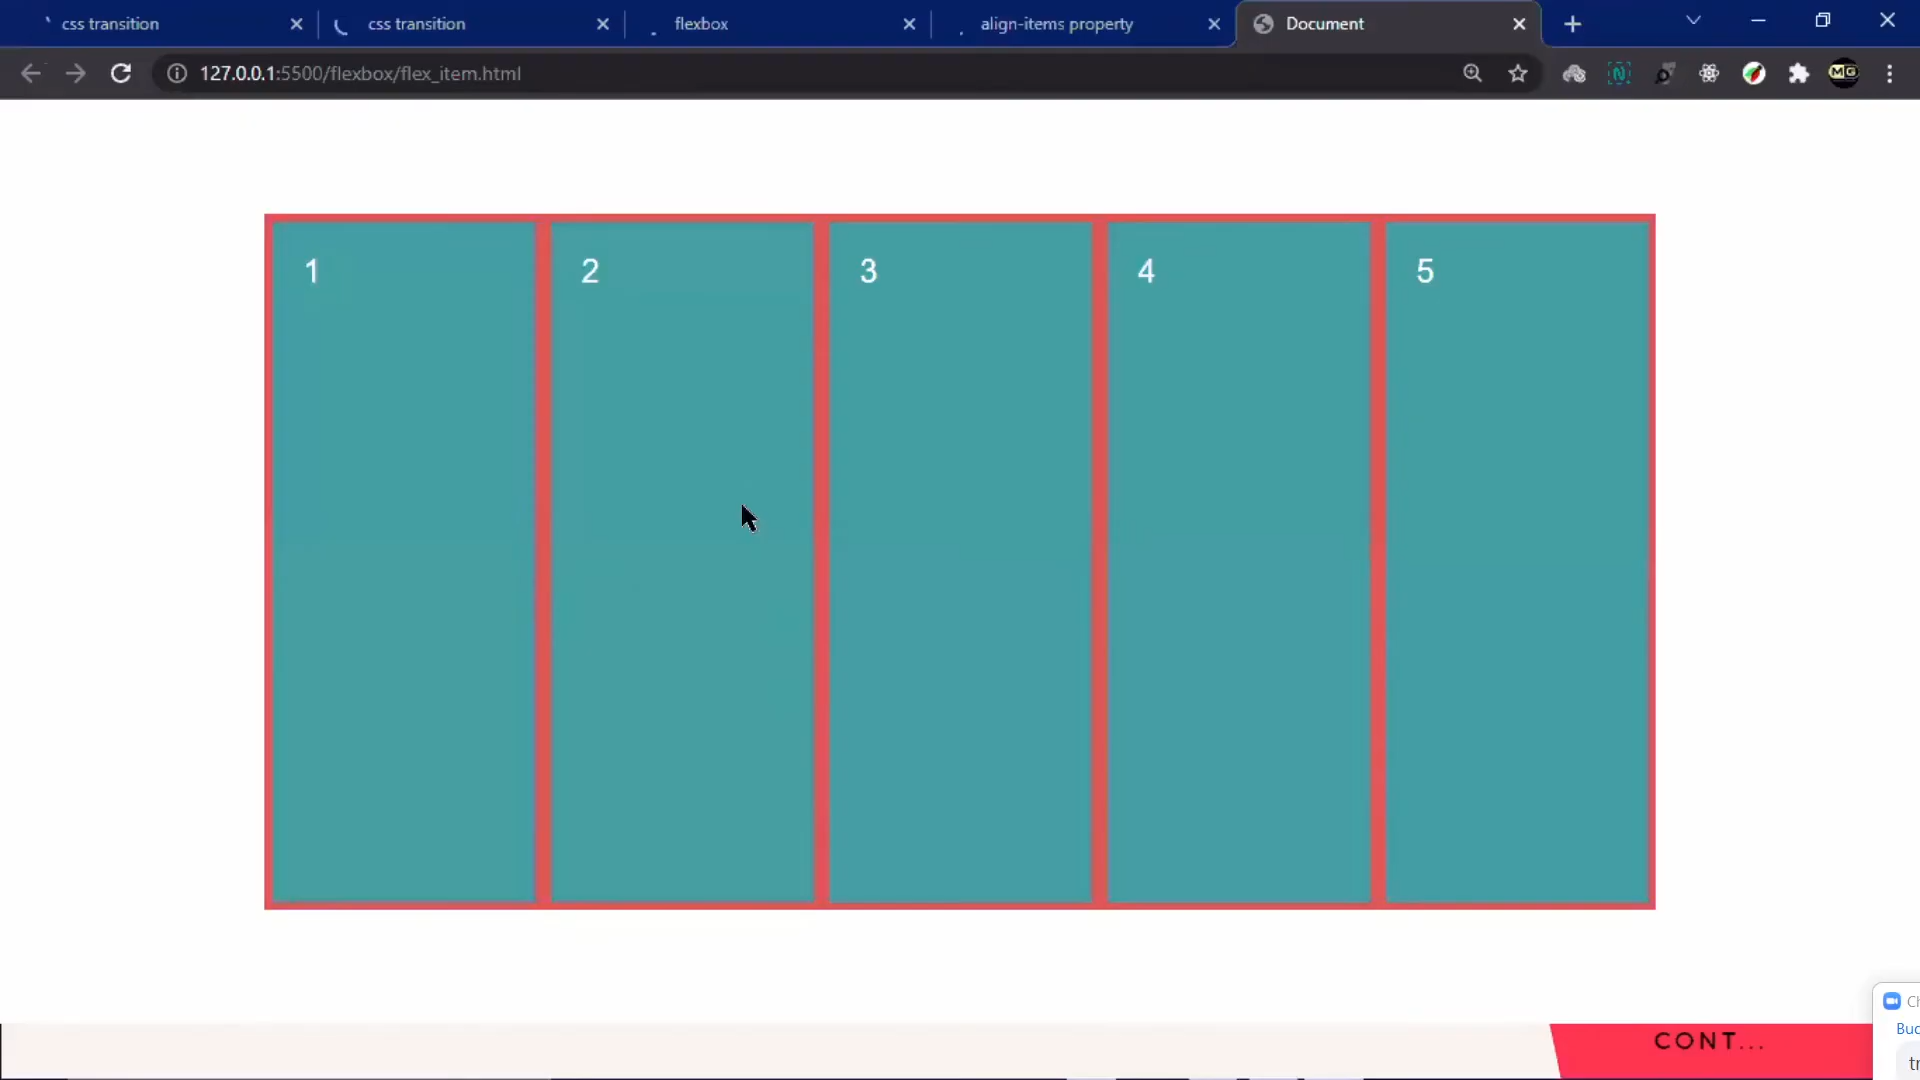 css transition
css transition
flexbox
align-items property
Document
127.0.0.1:5500/flexbox/flex_item.html
MG
1
2
3
4
5
CONT...